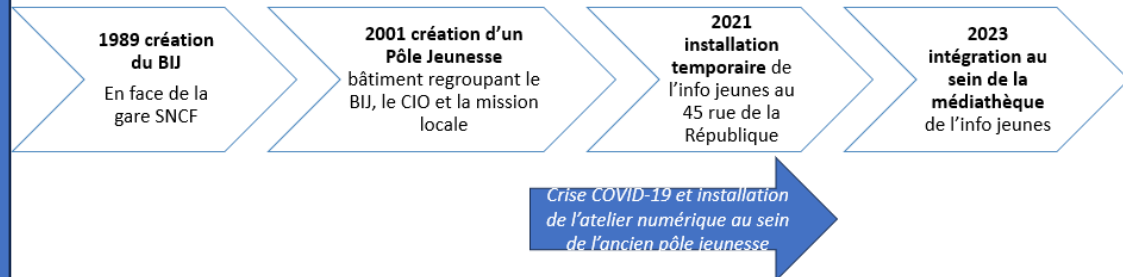 1989 création
du BIJ
En face de la
gare SNCF
2001 création d’un
Pôle Jeunesse
bâtiment regroupant le
BIJ, le CIO et la mission
locale
2021
installation
temporaire de
l’info jeunes au
45 rue de la
République
2023
intégration au
sein de la
médiathèque
de l’info jeunes
Crise COVID-19 et installation
de l’atelier numérique au sein
de l’ancien pôle jeunesse